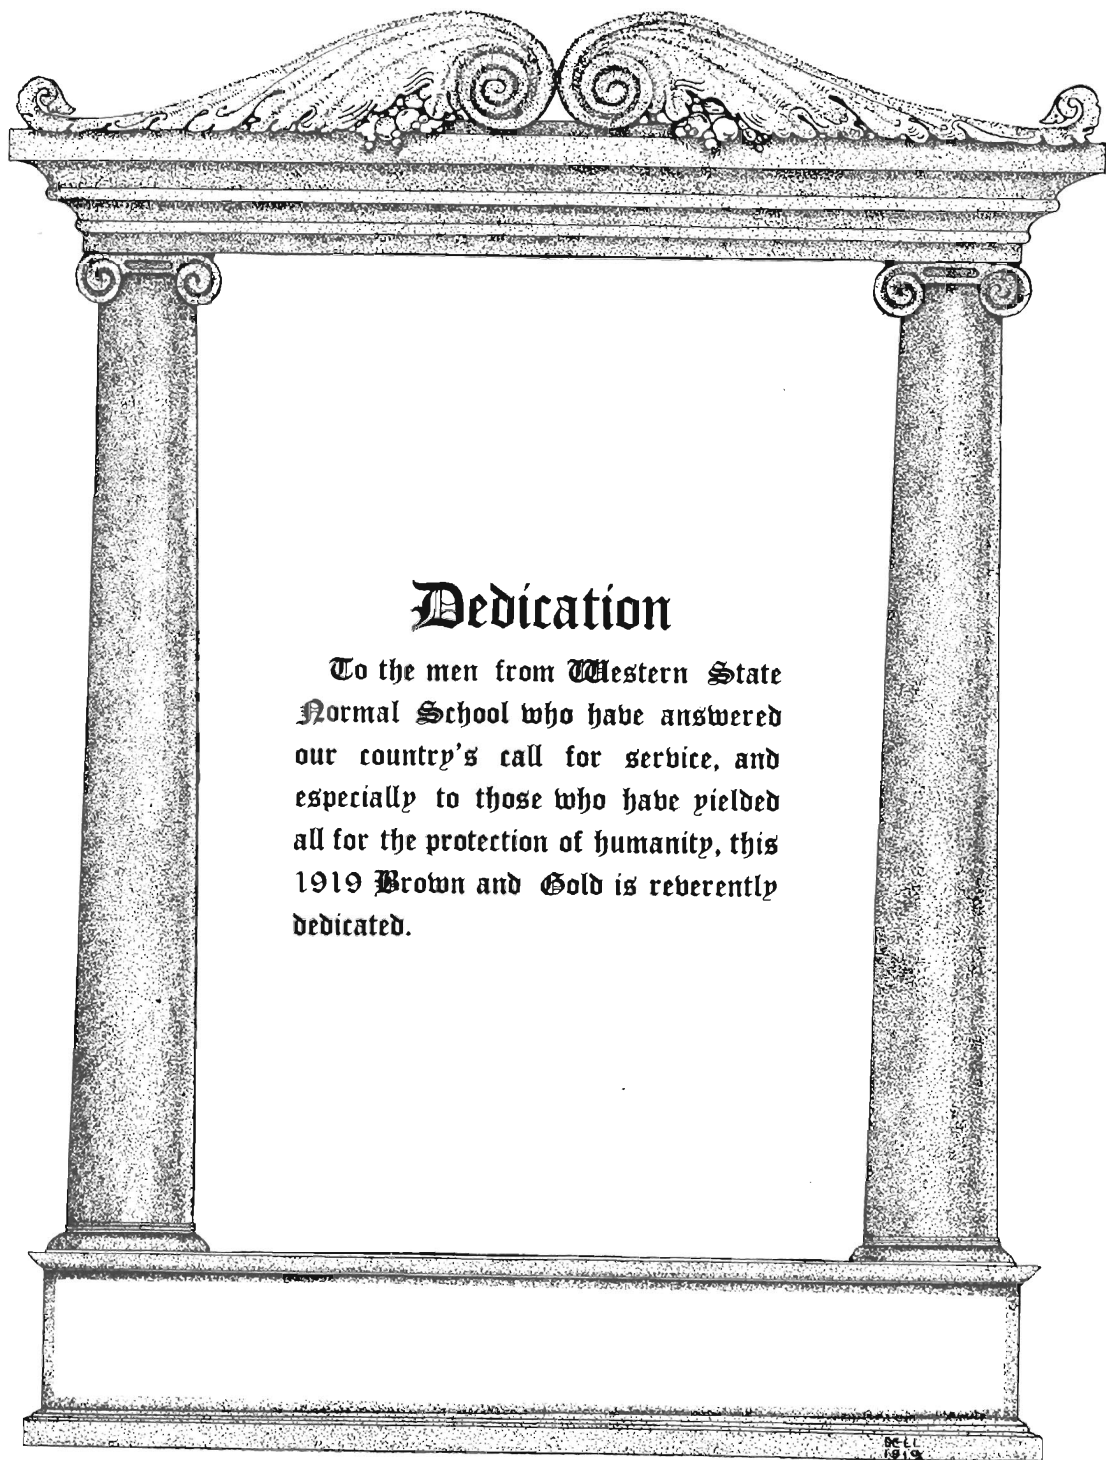 Dedication
To the men from Western State
Normal School who have answered
our country's call for service, and
especially to those who have yielded
all for the protection of humanity, this
1919 Brown and Gold is reverently
dedicated.
DELL
1919